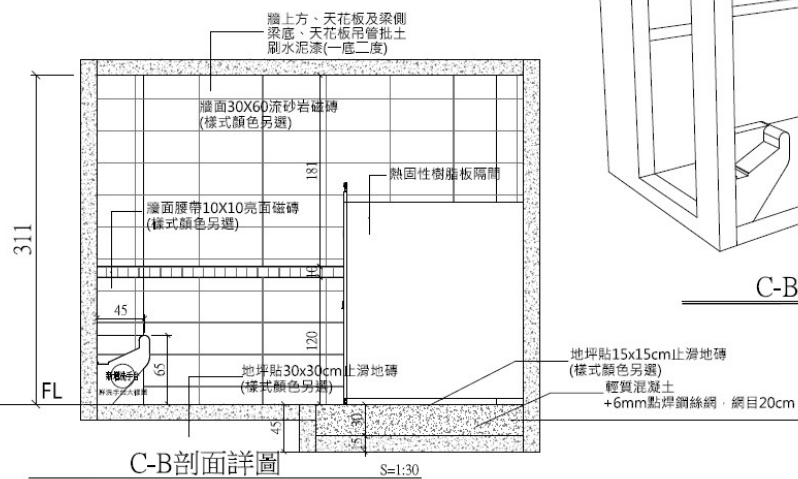 牆上方、天花板及梁側
梁底、天花板吊管批土
刷水泥漆(一底二度)
牆面30X60流砂岩磁磚
(樣式顏色另選)
181
熱固性樹脂板隔間
牆面腰帶10X10亮面磁磚
(樣式顏色另選)
311
10
45
120
65
新穎洗手台
地坪貼30x30cm止滑地磚
(樣式顏色另選)
地坪貼15x15cm止滑地磚
(樣式顏色另選)
輕質混凝土
+6mm點焊鋼絲網，網目20cm
FL
45
30
15
C-B剖面詳圖
S=1:30
C-B